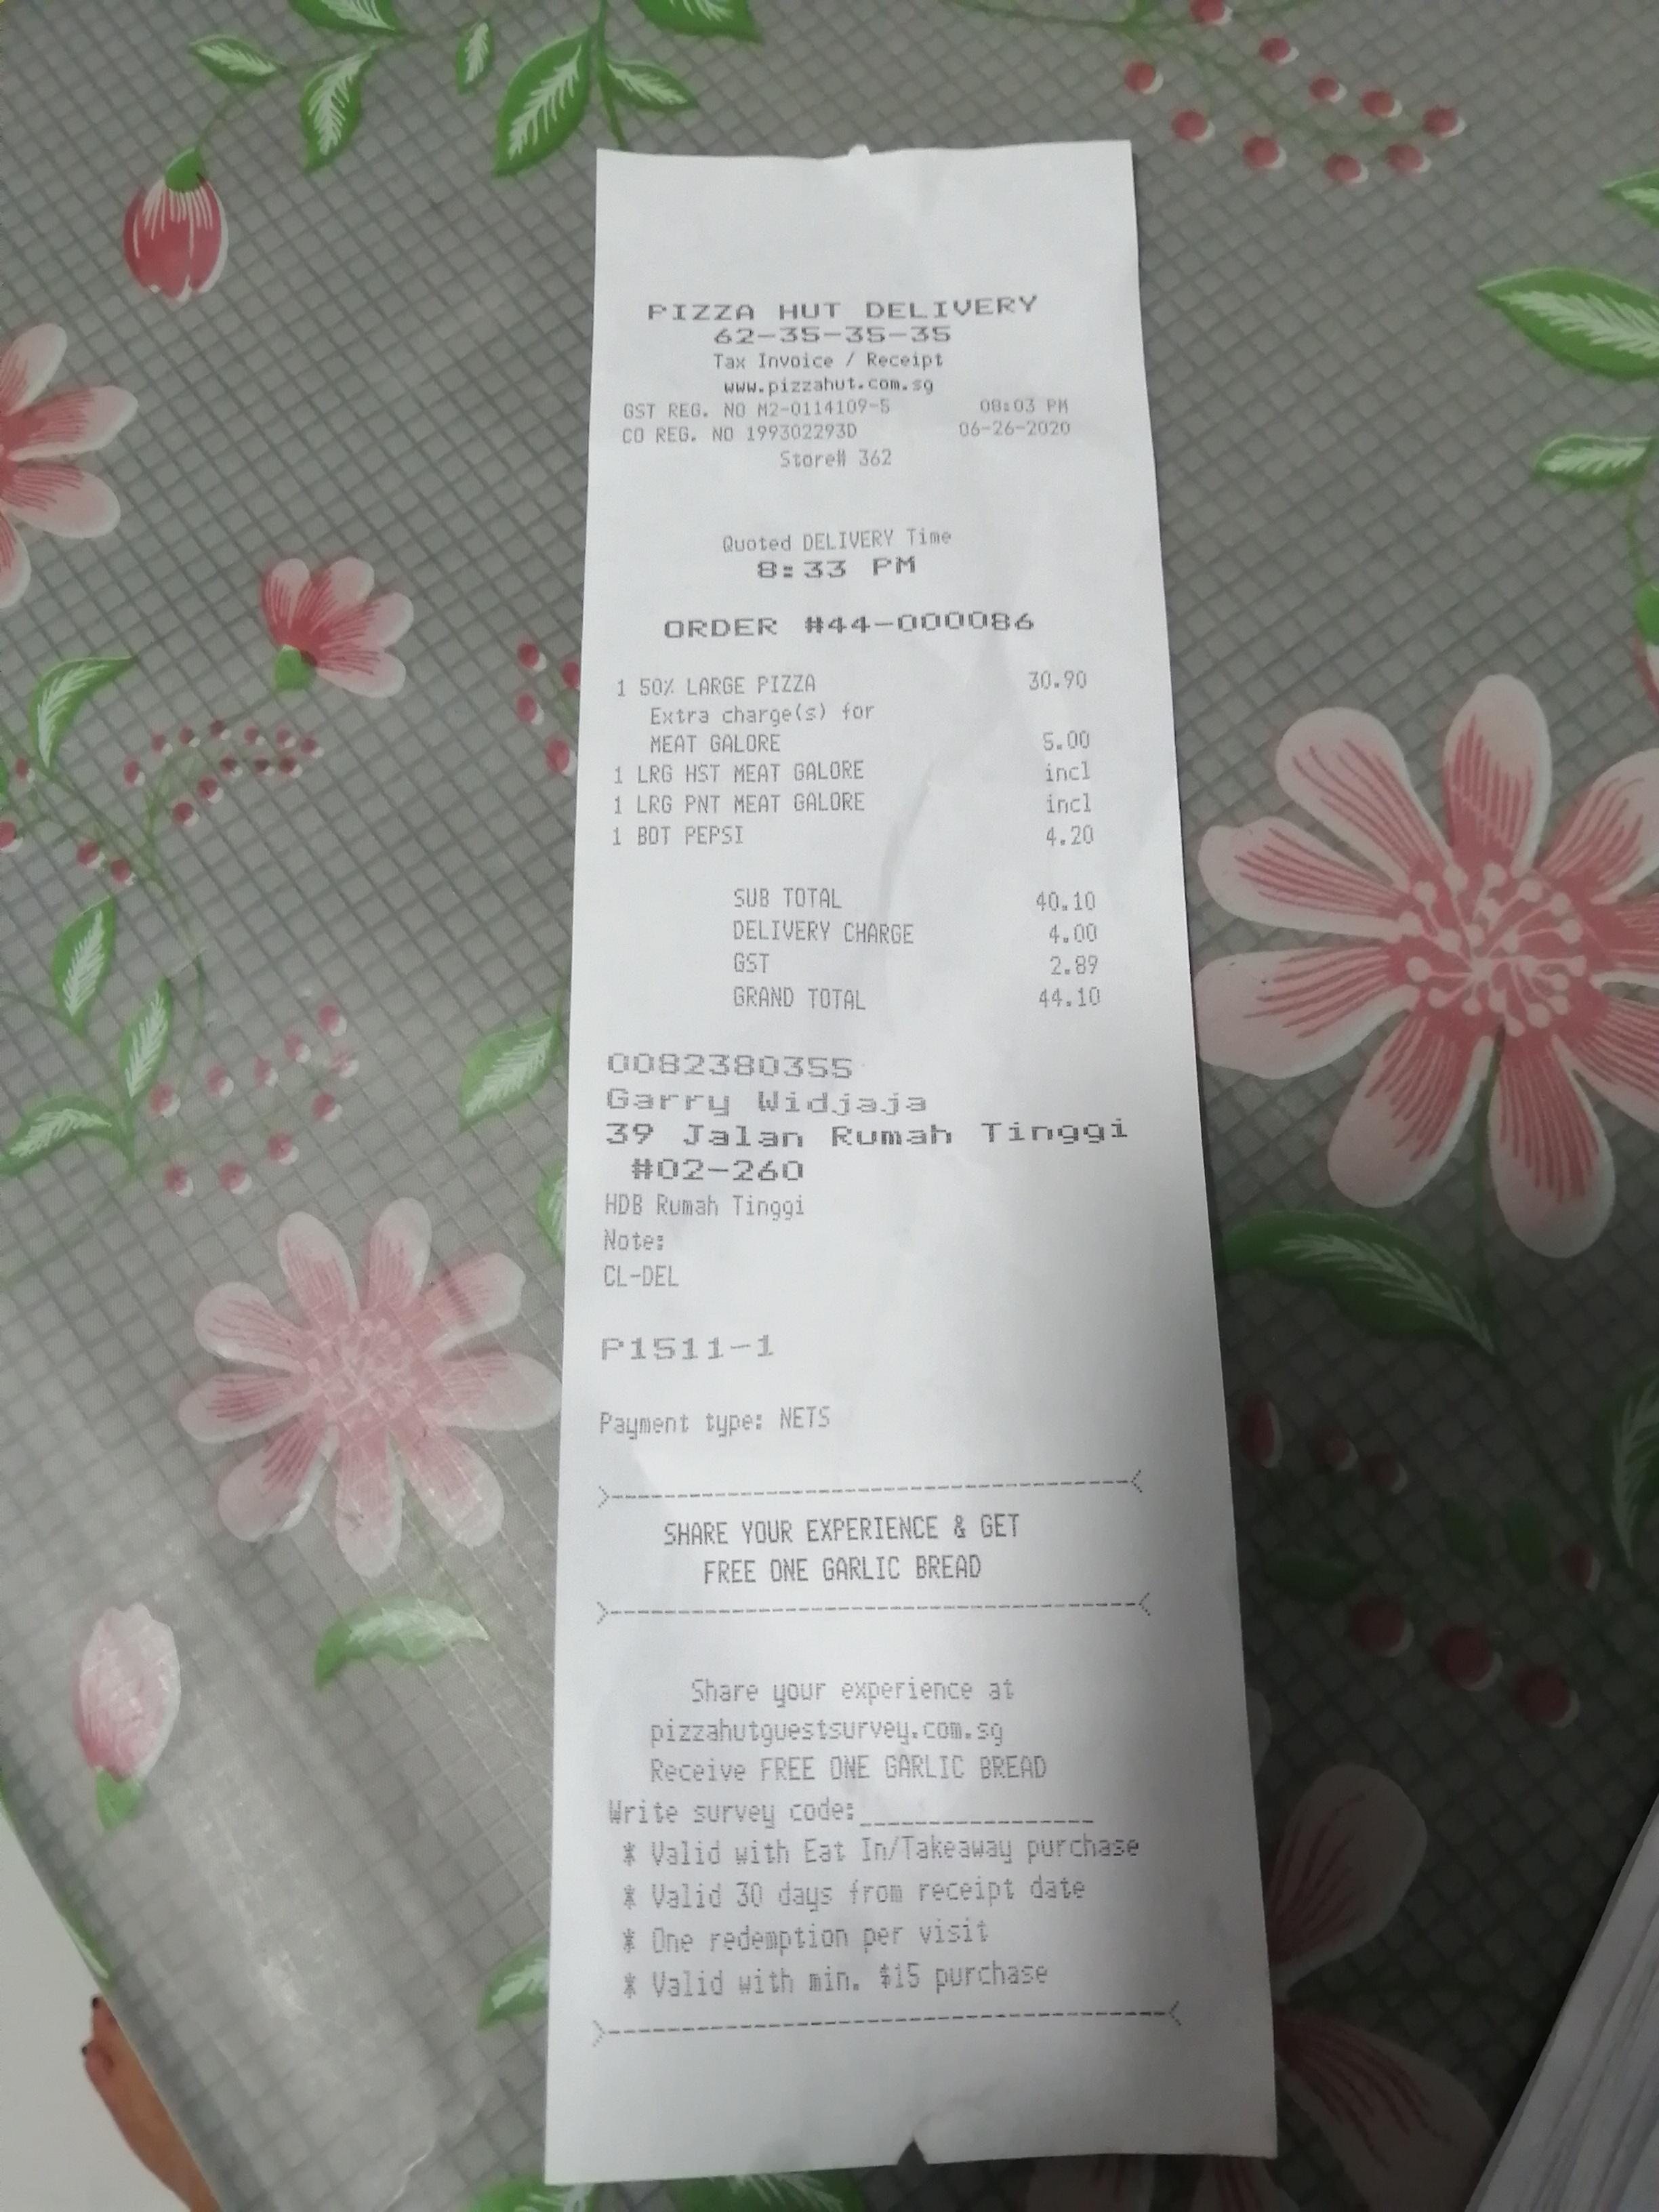 PIZZA HUT DELIVERY
62-35-35-35
Tax Invoice / Receipt
www.pizzahut.com.sg
GST REG. NO M2-0114109-5 08:03 PM
CO REG. NO 199302293D 06-26-2020
Store# 362
Quoted DELIVERY Time
8:33 PM
ORDER #44-000086
1 50% LARGE PIZZA 30.90
Extra charge(s) for
MEAT GALORE 5.00
1 LRG HST MEAT GALORE incl
1 LRG PNT MEAT GALORE incl
1 BOT PEPSI 4.20
SUB TOTAL 40.10
DELIVERY CHARGE 4.00
GST 2.89
GRAND TOTAL 44.10
0082380355
Garry Widjaja
39 Jalan Rumah Tinggi
#02-260
HDB Rumah Tinggi
Note:
CL-DEL
P1511-1
Payment type: NETS
>--------------------------------------<
SHARE YOUR EXPERIENCE & GET
FREE ONE GARLIC BREAD
>--------------------------------------<
Share your experience at
pizzahutguestsurvey.com.sg
Receive FREE ONE GARLIC BREAD
Write survey code:________________
* Valid with Eat In/Takeaway purchase
* Valid 30 days from receipt date
* One redemption per visit
* Valid with min. $15 purchase
>--------------------------------------<